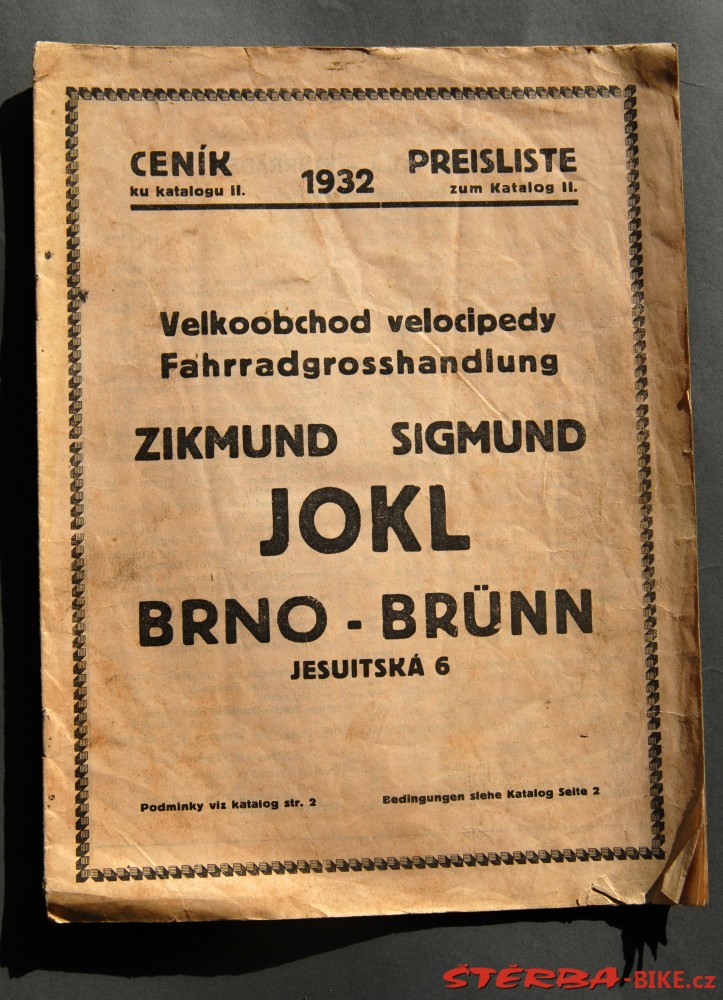 CENÍK 1932 PREISLISTE
ku katalogu II. zum Katalog II.
Velkoobchod velocipedy
Fahrradgrosshandlung
ZIKMUND SIGMUND
JOKL
BRNO - BRÜNN
JESUITSKÁ 6
Podmínky viz katalog str. 2 Bedingungen siehe Katalog Seite 2
ŠTĚRBA-BIKE.cz